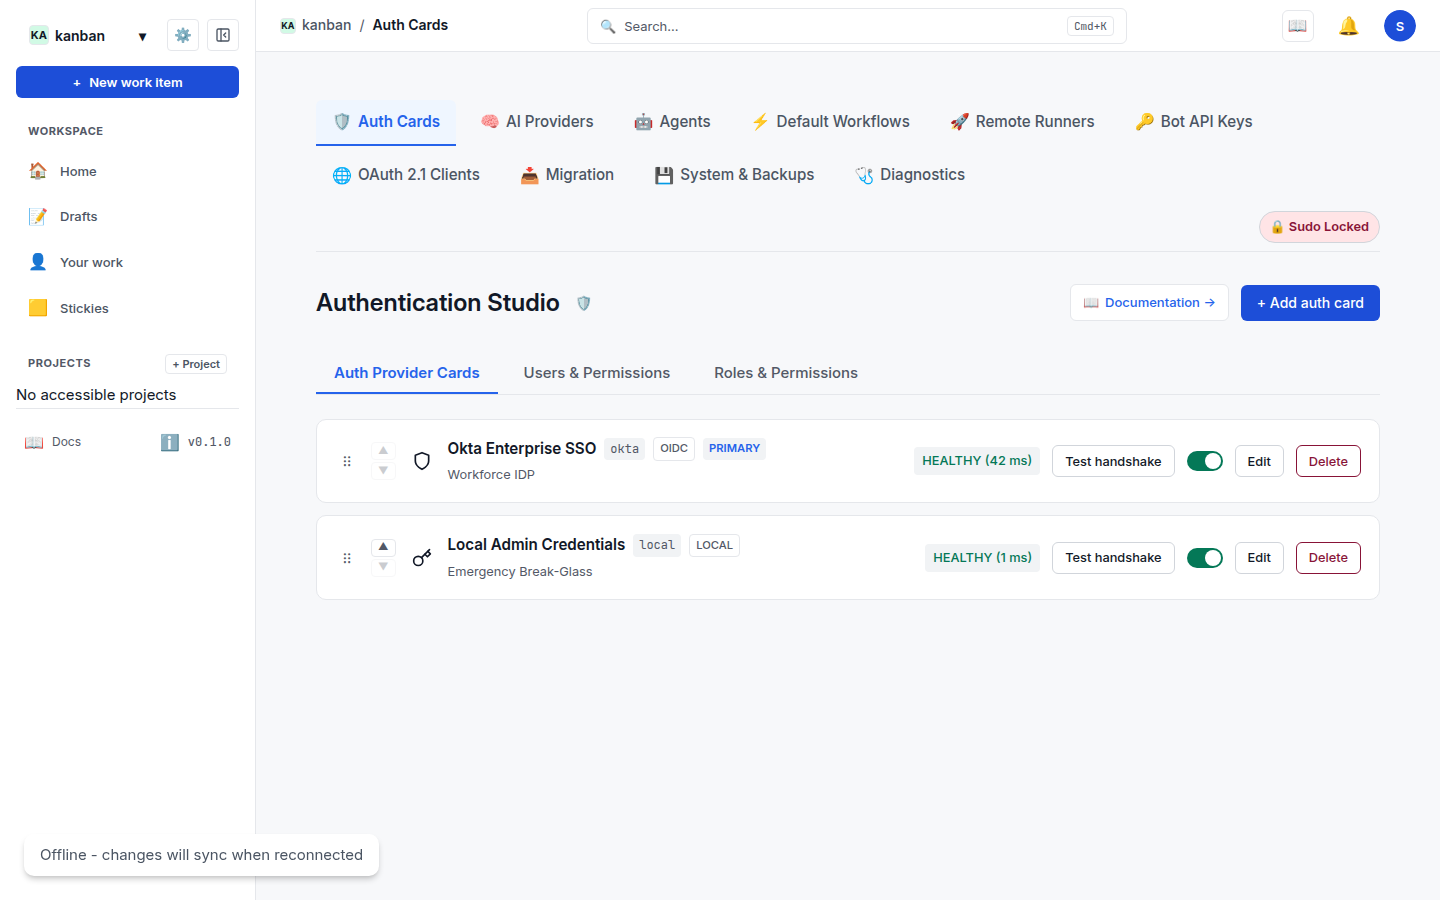 KA kanban ▼
+ New work item
WORKSPACE
Home
Drafts
Your work
Stickies
PROJECTS
+ Project
No accessible projects
Docs
v0.1.0
KA kanban / Auth Cards
Search...
Cmd+K
S
Auth Cards
AI Providers
Agents
Default Workflows
Remote Runners
Bot API Keys
OAuth 2.1 Clients
Migration
System & Backups
Diagnostics
Sudo Locked
Authentication Studio
Documentation →
+ Add auth card
Auth Provider Cards
Users & Permissions
Roles & Permissions
Okta Enterprise SSO okta OIDC PRIMARY
Workforce IDP
HEALTHY (42 ms)
Test handshake
Edit
Delete
Local Admin Credentials local LOCAL
Emergency Break-Glass
HEALTHY (1 ms)
Test handshake
Edit
Delete
Offline - changes will sync when reconnected